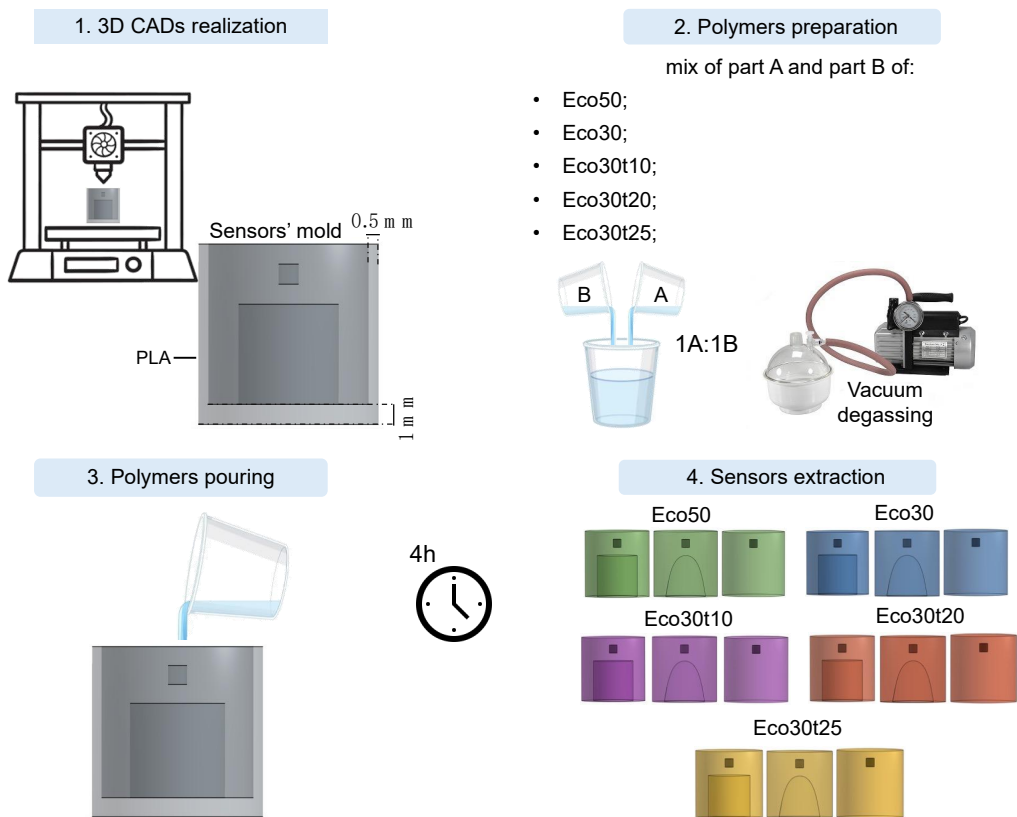 1. 3D CADs realization
Sensors' mold
0.5 mm
PLA
1 mm
2. Polymers preparation
mix of part A and part B of:
• Eco50;
• Eco30;
• Eco30t10;
• Eco30t20;
• Eco30t25;
B
A
1A:1B
Vacuum
degassing
3. Polymers pouring
4h
4. Sensors extraction
Eco50
Eco30
Eco30t10
Eco30t20
Eco30t25